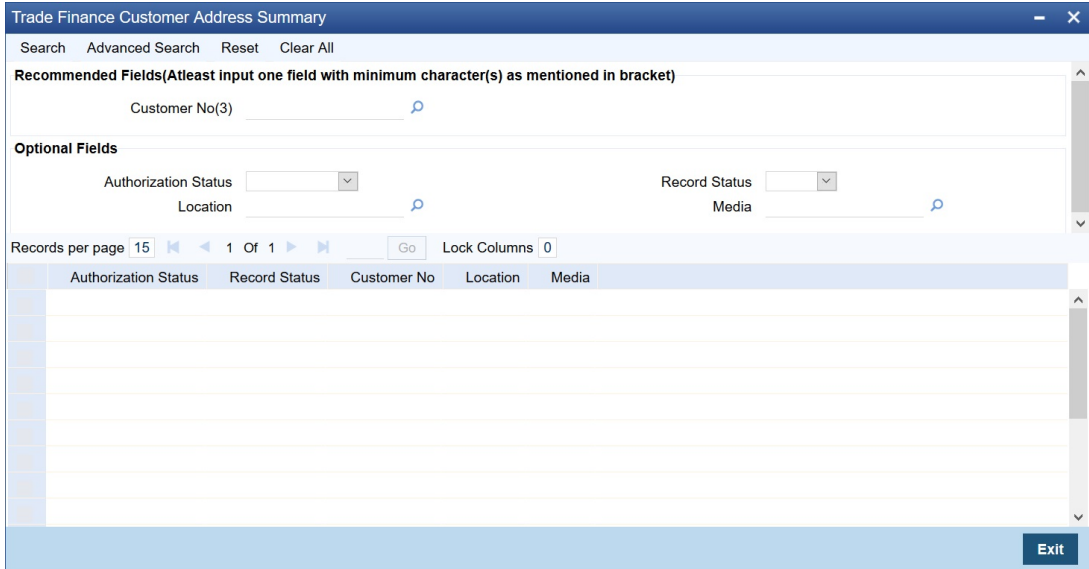 Trade Finance Customer Address Summary
Search Advanced Search Reset Clear All
Recommended Fields(Atleast input one field with minimum character(s) as mentioned in bracket)
Customer No(3)
Optional Fields
Authorization Status Record Status
Location Media
Records per page 15 1 Of 1 Go Lock Columns 0
Authorization Status Record Status Customer No Location Media
Exit